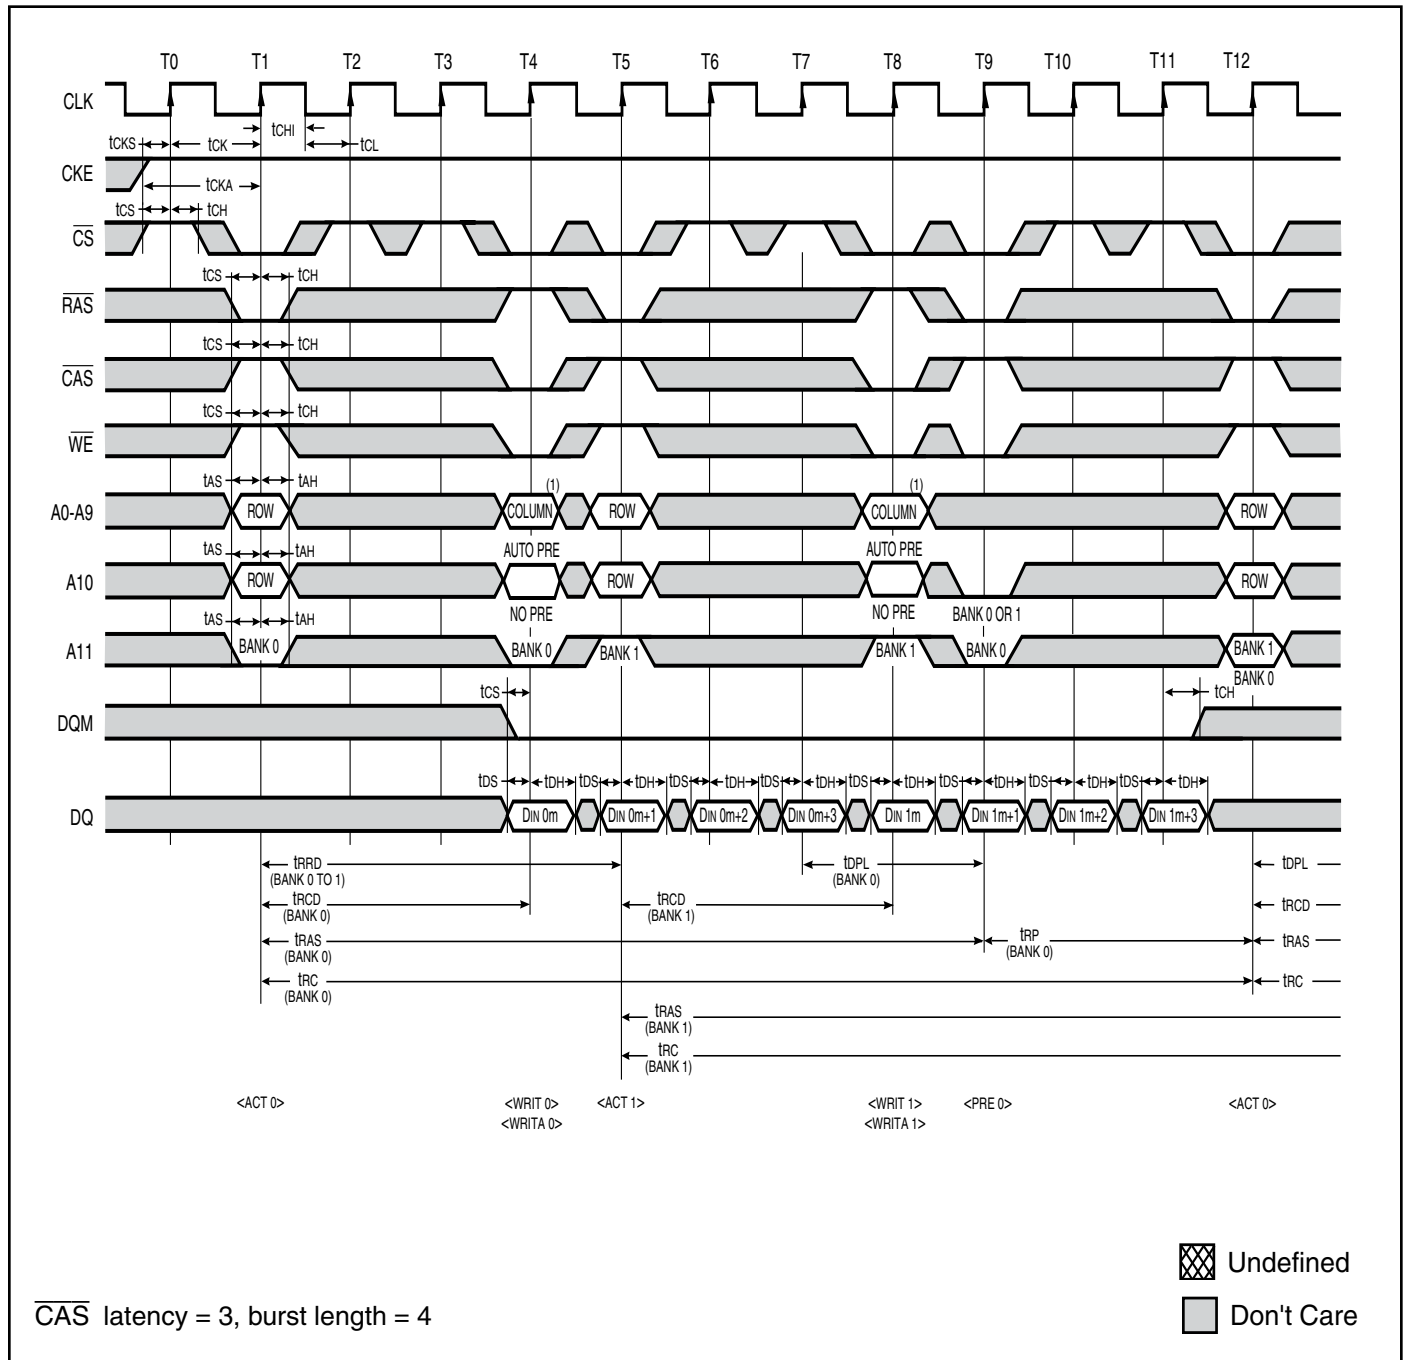 T0 T1 T2 T3 T4 T5 T6 T7 T8 T9 T10 T11 T12
CLK
tCHI
tCKS tCK tCL
CKE
tCKA
tCS tCH
CS
tCS tCH
RAS
tCS tCH
CAS
tCS tCH
WE
tAS tAH (1) (1)
A0-A9 ROW COLUMN ROW COLUMN ROW
tAS tAH AUTO PRE AUTO PRE
A10 ROW ROW ROW
tAS tAH NO PRE NO PRE BANK 0 OR 1
A11 BANK 0 BANK 0 BANK 1 BANK 1 BANK 0 BANK 1
BANK 0
tCS tCH
DQM
tDS tDH tDS tDH tDS tDH tDS tDH tDS tDH tDS tDH tDS tDH tDS tDH
DQ DIN 0m DIN 0m+1 DIN 0m+2 DIN 0m+3 DIN 1m DIN 1m+1 DIN 1m+2 DIN 1m+3
tRRD tDPL tDPL
(BANK 0 TO 1) (BANK 0)
tRCD tRCD tRCD
(BANK 0) (BANK 1)
tRAS tRP tRAS
(BANK 0) (BANK 0)
tRC tRC
(BANK 0)
tRAS
(BANK 1)
tRC
(BANK 1)
<ACT 0> <WRIT 0> <ACT 1> <WRIT 1> <PRE 0> <ACT 0>
<WRITA 0> <WRITA 1>
Undefined
CAS latency = 3, burst length = 4
Don't Care